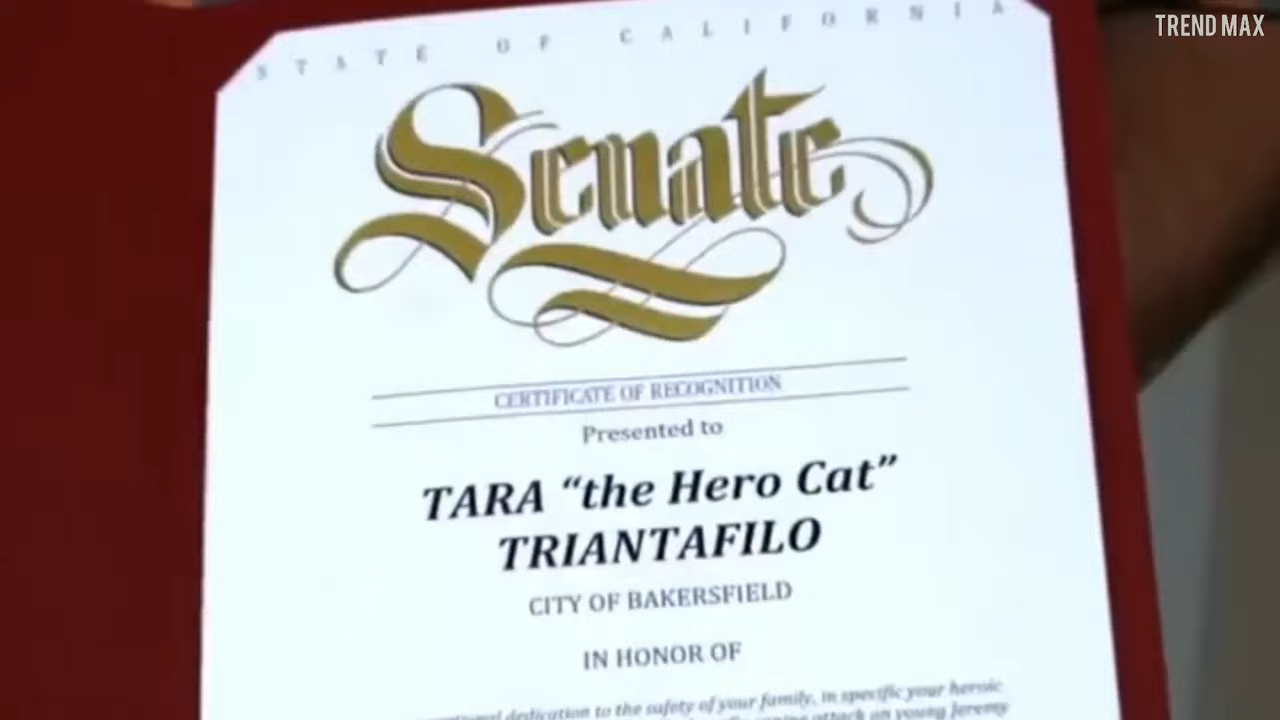 TREND MAX
STATE OF CALIFORNIA
Senate
CERTIFICATE OF RECOGNITION
Presented to
TARA “the Hero Cat”
TRIANTAFILO
CITY OF BAKERSFIELD
IN HONOR OF
dedication to the safety of your family, in specific your heroic
attack on young Jeremy